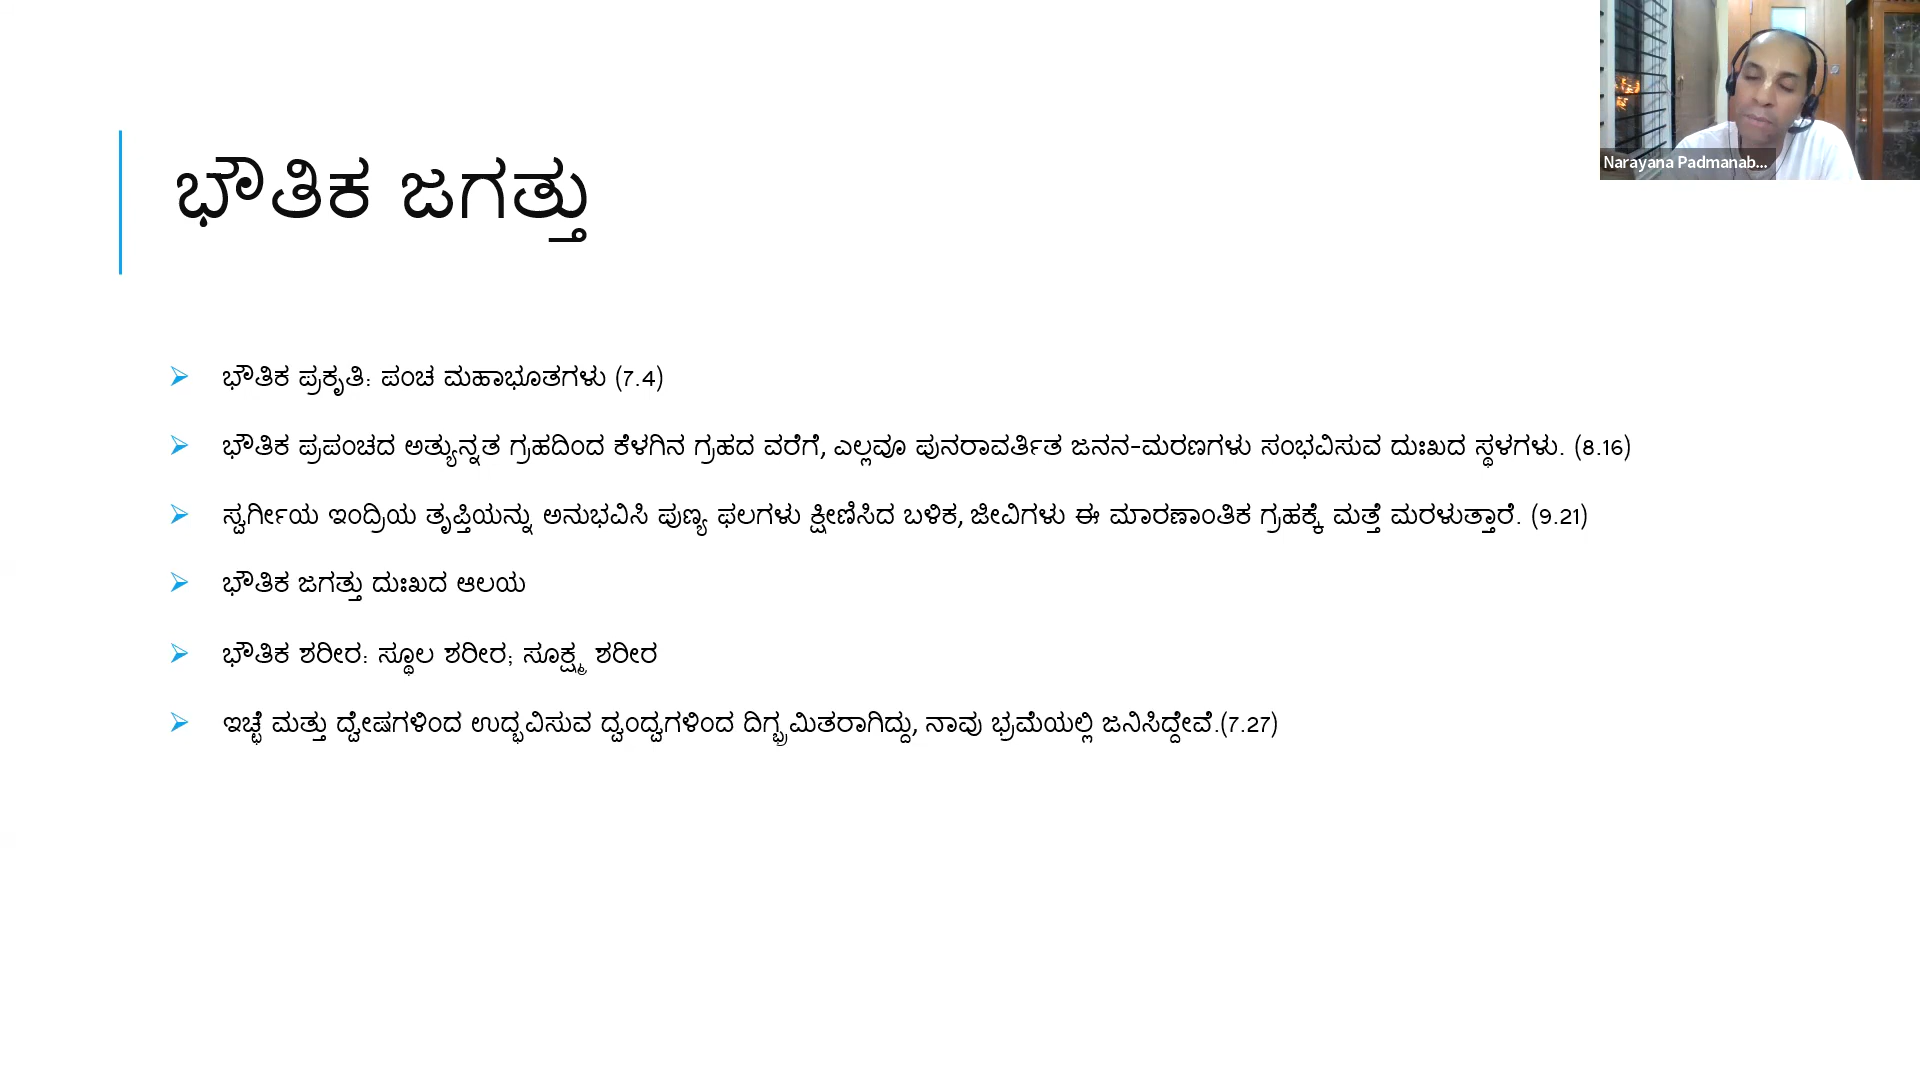 Narayana Padmanab...
ಭೌತಿಕ ಜಗತ್ತು
ಭೌತಿಕ ಪ್ರಕೃತಿ: ಪಂಚ ಮಹಾಭೂತಗಳು (7.4)
ಭೌತಿಕ ಪ್ರಪಂಚದ ಅತ್ಯುನ್ನತ ಗ್ರಹದಿಂದ ಕೆಳಗಿನ ಗ್ರಹದ ವರೆಗೆ, ಎಲ್ಲವೂ ಪುನರಾವರ್ತಿತ ಜನನ-ಮರಣಗಳು ಸಂಭವಿಸುವ ದುಃಖದ ಸ್ಥಳಗಳು. (8.16)
ಸ್ವರ್ಗೀಯ ಇಂದ್ರಿಯ ತೃಪ್ತಿಯನ್ನು ಅನುಭವಿಸಿ ಪುಣ್ಯ ಫಲಗಳು ಕ್ಷೀಣಿಸಿದ ಬಳಿಕ, ಜೀವಿಗಳು ಈ ಮಾರಣಾಂತಿಕ ಗ್ರಹಕ್ಕೆ ಮತ್ತೆ ಮರಳುತ್ತಾರೆ. (9.21)
ಭೌತಿಕ ಜಗತ್ತು ದುಃಖದ ಆಲಯ
ಭೌತಿಕ ಶರೀರ: ಸ್ಥೂಲ ಶರೀರ; ಸೂಕ್ಷ್ಮ ಶರೀರ
ಇಚ್ಛೆ ಮತ್ತು ದ್ವೇಷಗಳಿಂದ ಉದ್ಭವಿಸುವ ದ್ವಂದ್ವಗಳಿಂದ ದಿಗ್ಭ್ರಮಿತರಾಗಿದ್ದು, ನಾವು ಭ್ರಮೆಯಲ್ಲಿ ಜನಿಸಿದ್ದೇವೆ.(7.27)